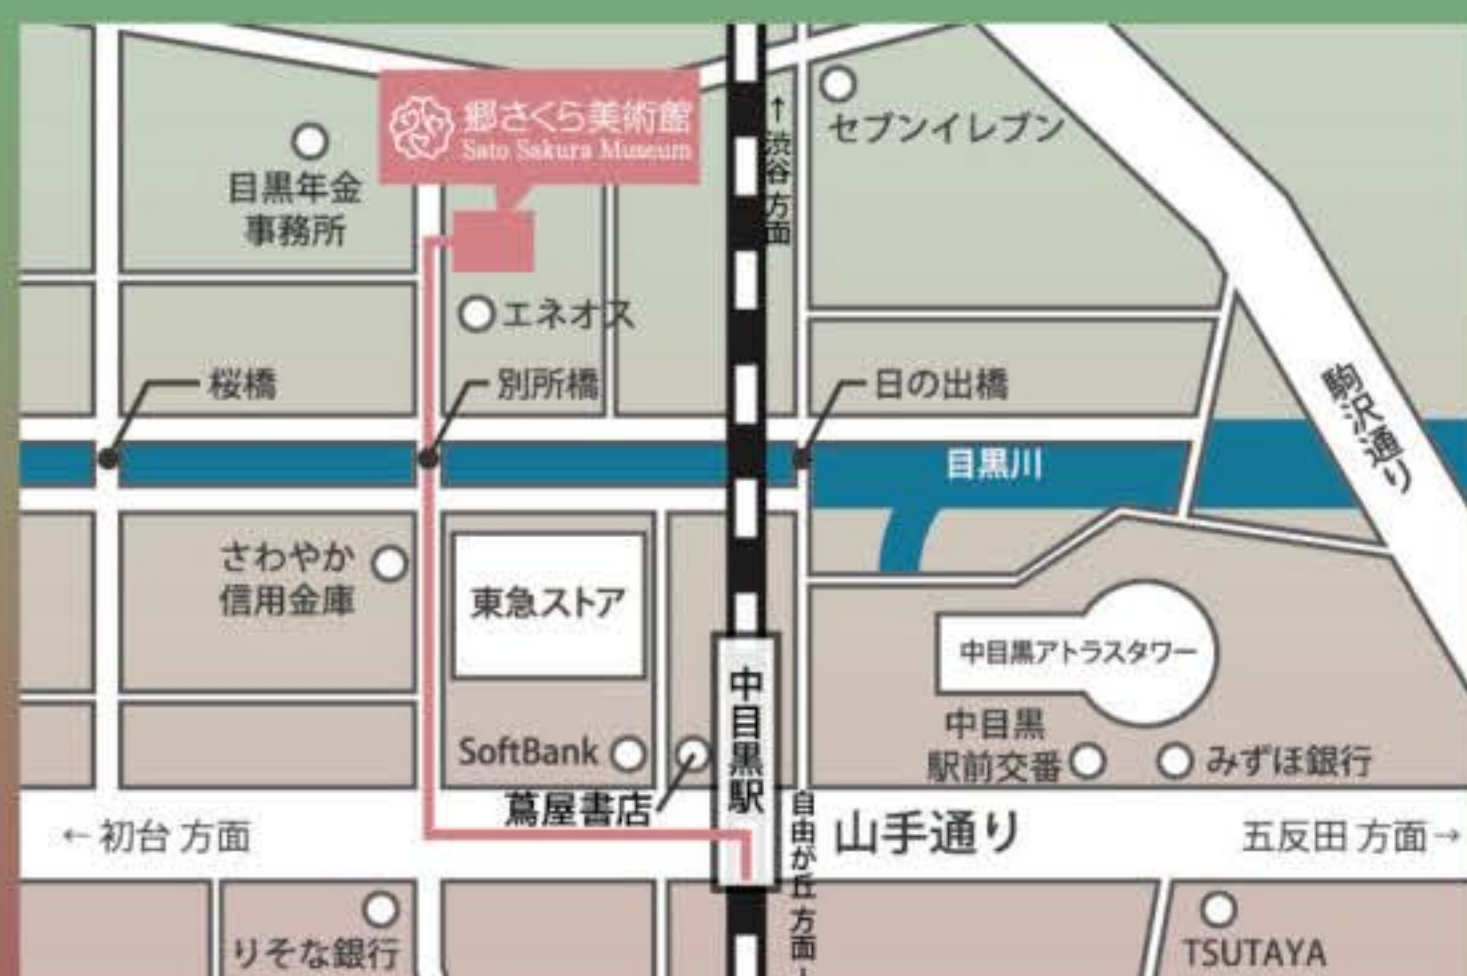 郷さくら美術館
Sato Sakura Museum
↑渋谷方面
セブンイレブン
目黒年金
事務所
エネオス
桜橋
別所橋
日の出橋
駒沢通り
目黒川
さわやか
信用金庫
東急ストア
中目黒アトラスタワー
中目黒駅
中目黒
駅前交番
みずほ銀行
SoftBank
蔦屋書店
←初台 方面
自由が丘 方面→
山手通り
五反田 方面→
りそな銀行
TSUTAYA